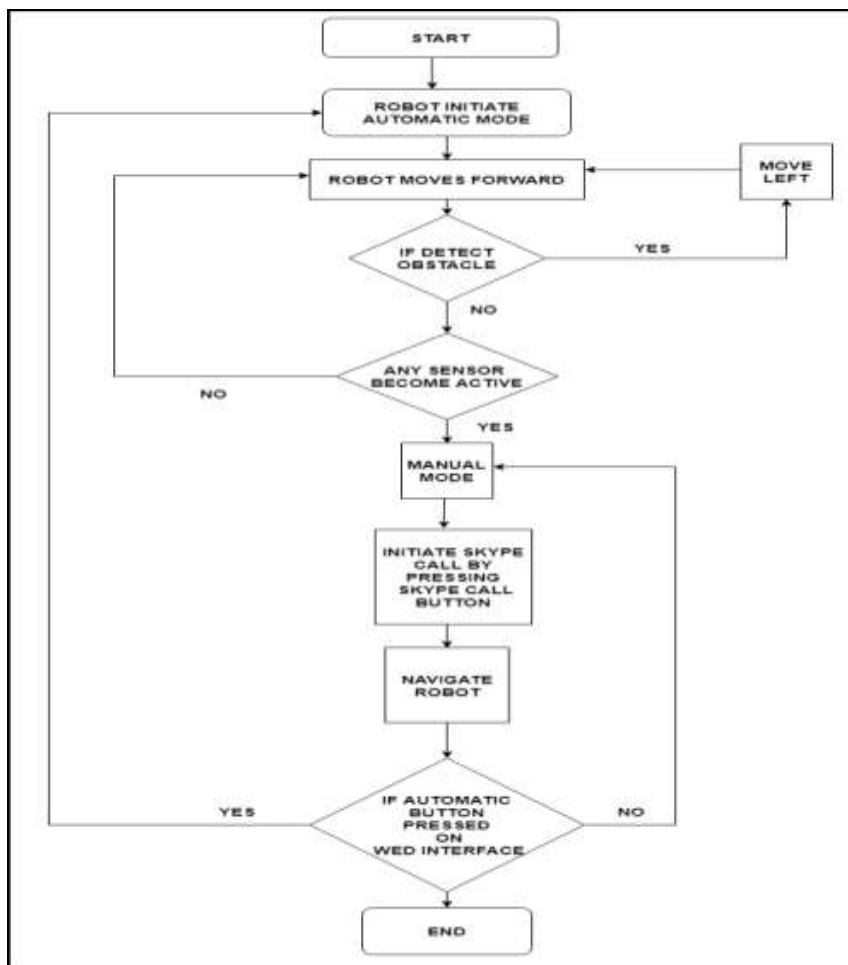 START
ROBOT INITIATE
AUTOMATIC MODE
ROBOT MOVES FORWARD
MOVE
LEFT
IF DETECT
OBSTACLE
YES
NO
ANY SENSOR
BECOME ACTIVE
NO
YES
MANUAL
MODE
INITIATE SKYPE
CALL BY
PRESSING
SKYPE CALL
BUTTON
NAVIGATE
ROBOT
IF AUTOMATIC
BUTTON
PRESSED
ON
WED INTERFACE
YES
NO
END